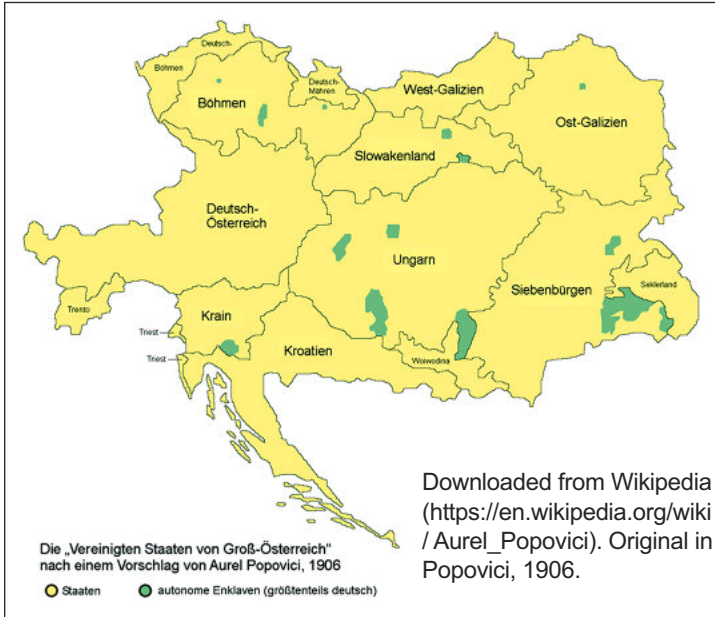 Deutsch-
Böhmen
Böhmen
Deutsch-
Mähren
West-Galizien
Ost-Galizien
Slowakenland
Deutsch-
Österreich
Ungarn
Siebenbürgen
Seklerland
Trento
Krain
Triest
Triest
Kroatien
Woiwodina
Downloaded from Wikipedia
(https://en.wikipedia.org/wiki
/ Aurel_Popovici). Original in
Popovici, 1906.
Die „Vereinigten Staaten von Groß-Österreich“
nach einem Vorschlag von Aurel Popovici, 1906
Staaten
autonome Enklaven (größtenteils deutsch)